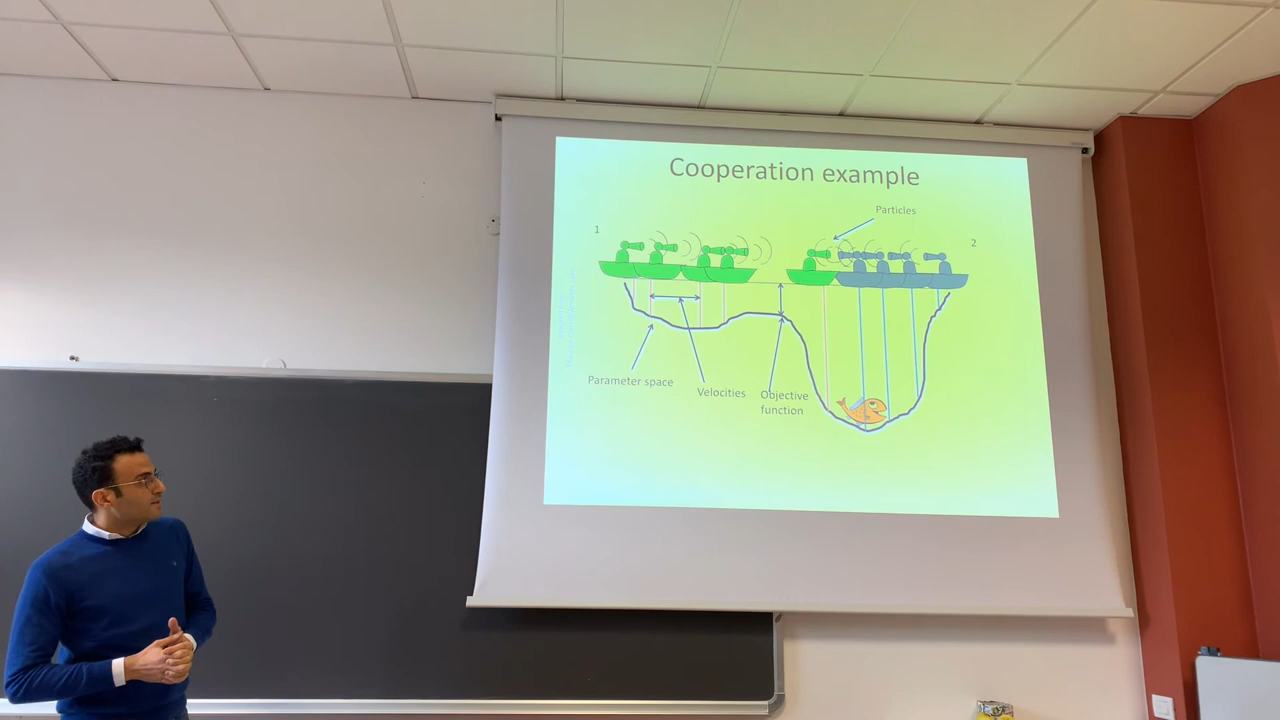 Cooperation example
Particles
1
2
Parameter space
Velocities
Objective
function